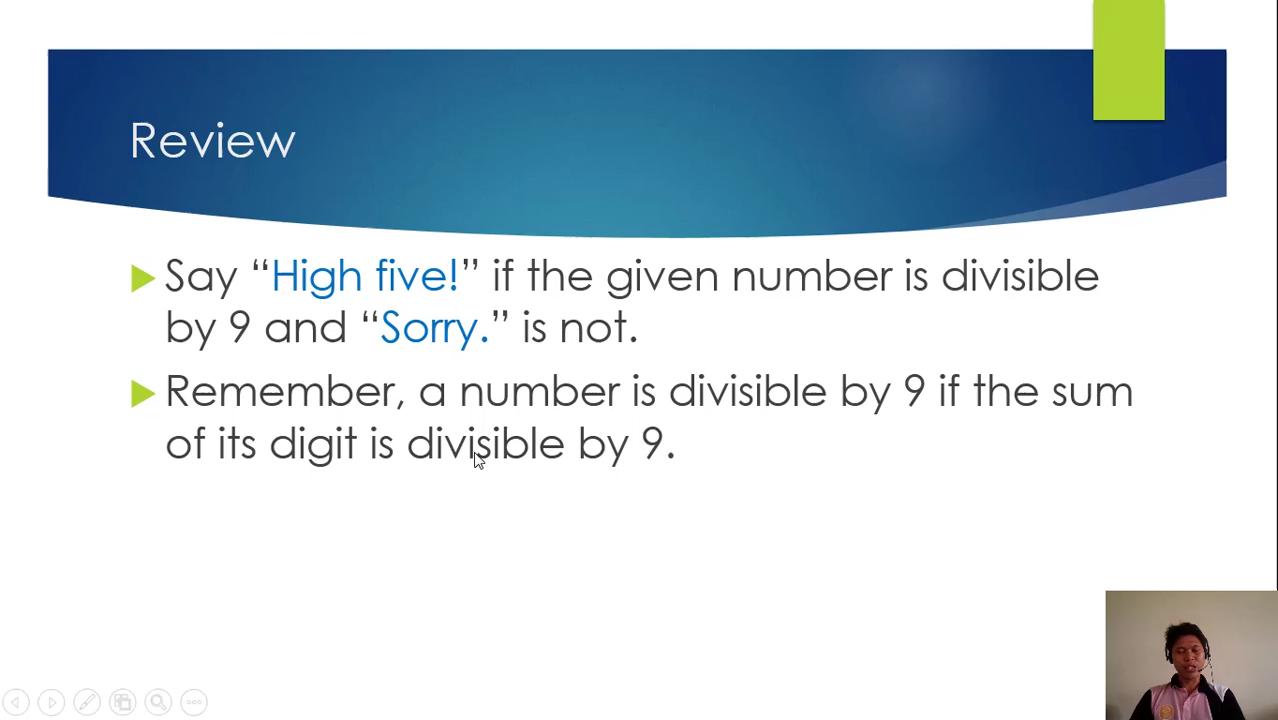 Review
Say “High five!” if the given number is divisible
by 9 and “Sorry.” is not.
Remember, a number is divisible by 9 if the sum
of its digit is divisible by 9.